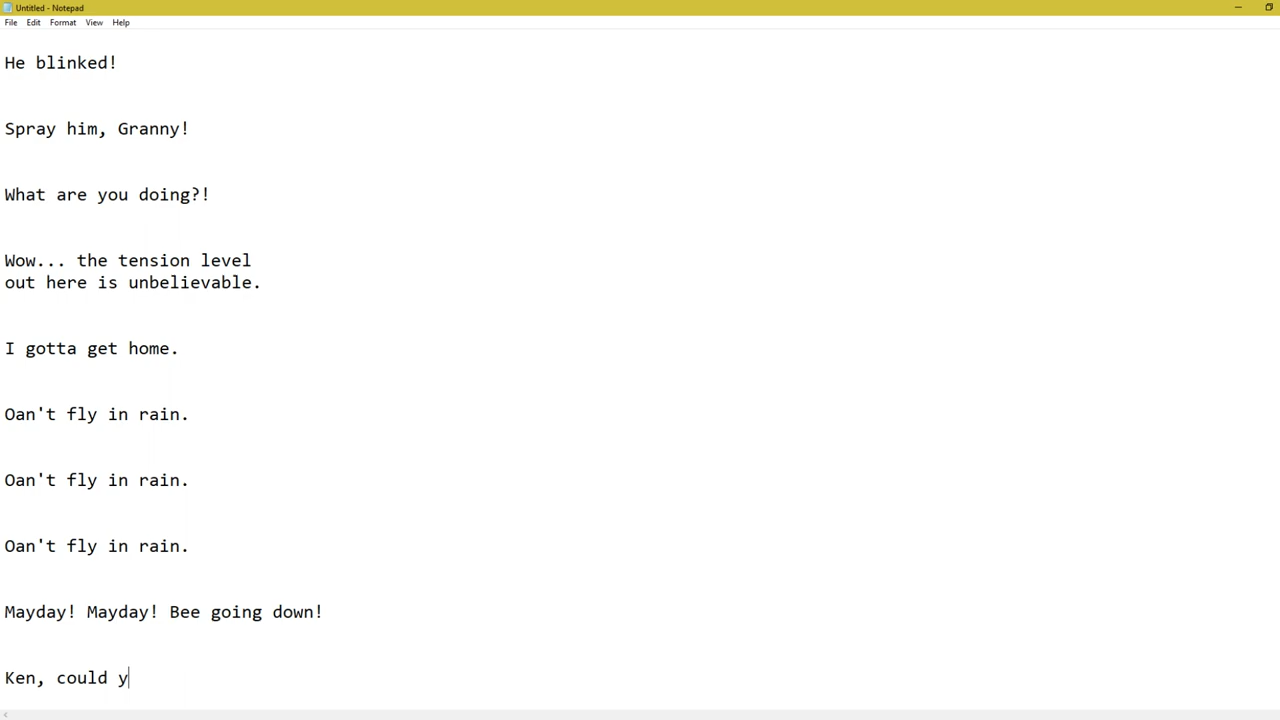 Untitled - Notepad
File Edit Format View Help
He blinked!
Spray him, Granny!
What are you doing?!
Wow... the tension level
out here is unbelievable.
I gotta get home.
Oan't fly in rain.
Oan't fly in rain.
Oan't fly in rain.
Mayday! Mayday! Bee going down!
Ken, could y